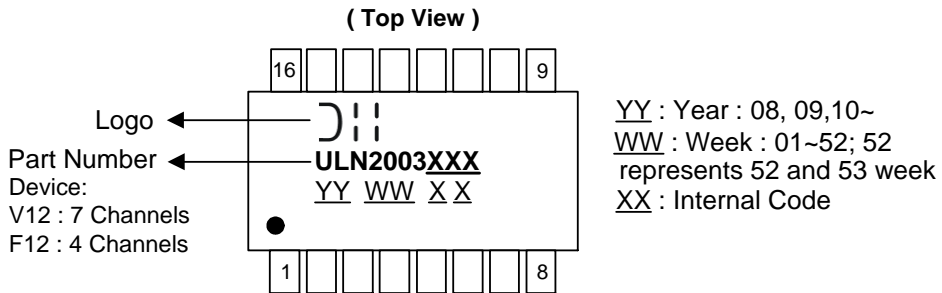 ( Top View )
16
9
Logo
Part Number
Device:
V12 : 7 Channels
F12 : 4 Channels
ULN2003XXX
YY WW X X
1
8
YY : Year : 08, 09,10~
WW : Week : 01~52; 52
represents 52 and 53 week
XX : Internal Code